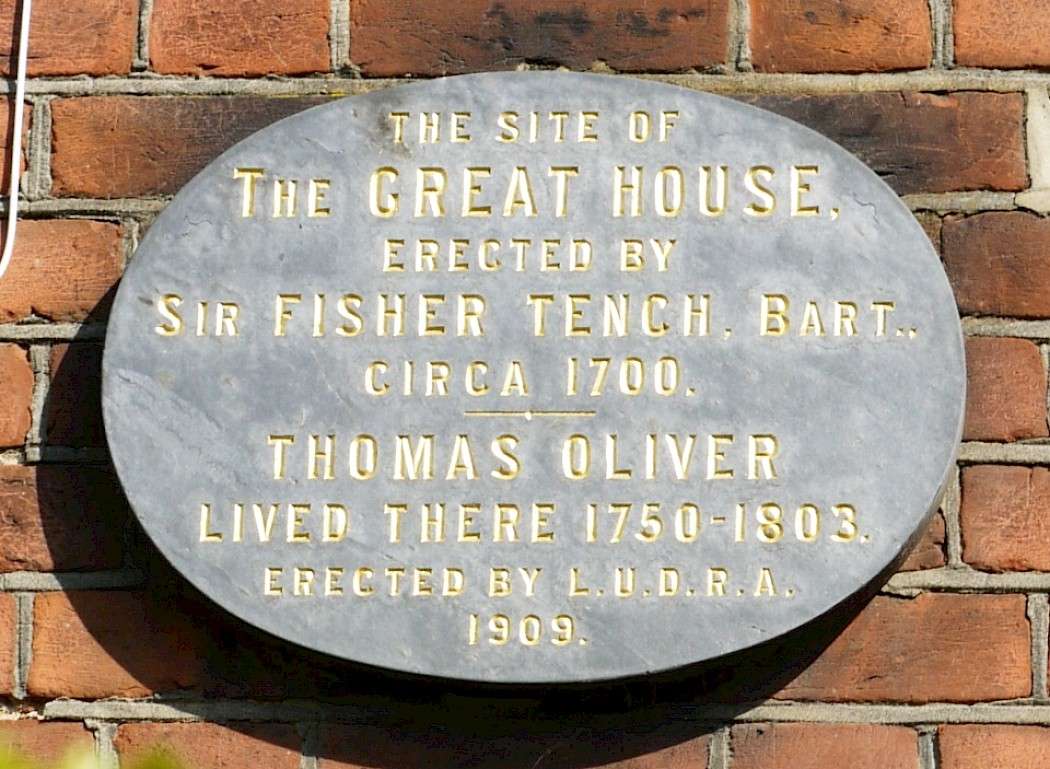 THE SITE OF
THE GREAT HOUSE,
ERECTED BY
SIR FISHER TENCH, BART.,
CIRCA 1700.
THOMAS OLIVER
LIVED THERE 1750-1803.
ERECTED BY L.U.D.R.A.
1909.